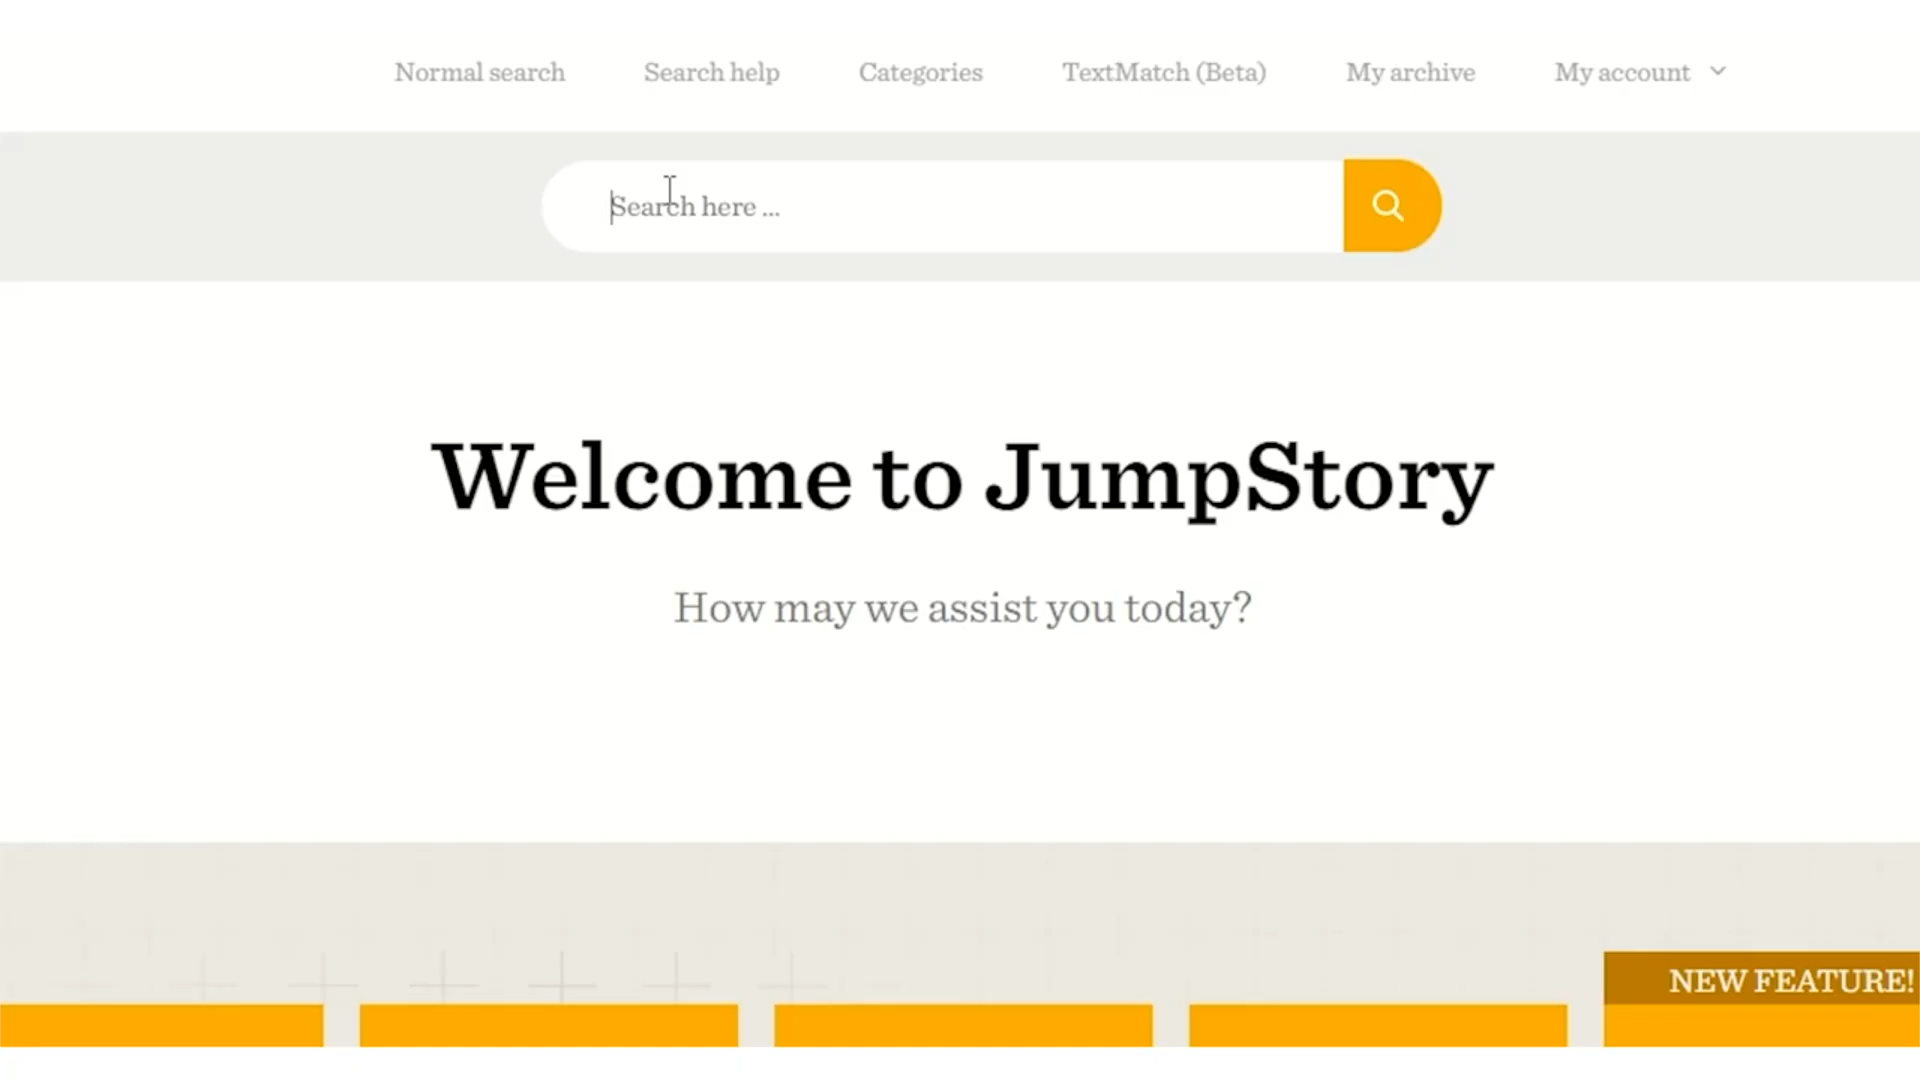 Normal search Search help Categories TextMatch (Beta) My archive My account
Search here ...
Welcome to JumpStory
How may we assist you today?
NEW FEATURE!